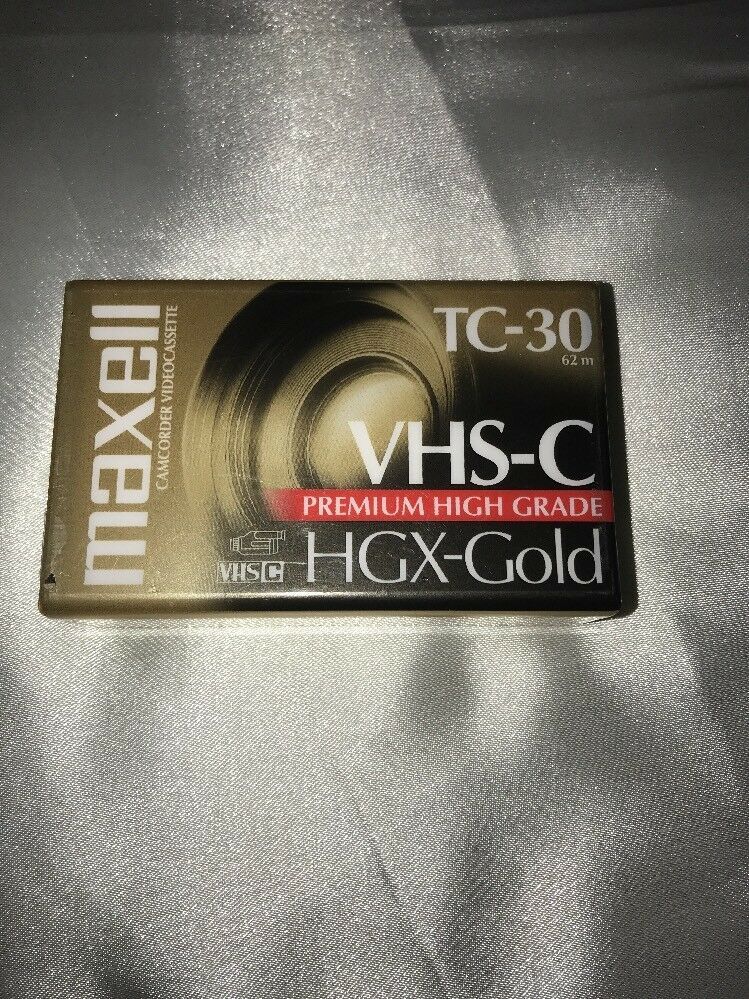 maxell
CAMCORDER VIDEOCASSETTE
TC-30
62 m
VHS-C
PREMIUM HIGH GRADE
VHS C
HGX-Gold